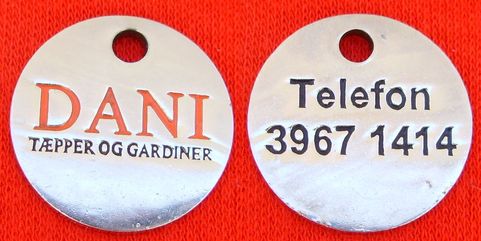 DANI
TÆPPER OG GARDINER
Telefon
3967 1414